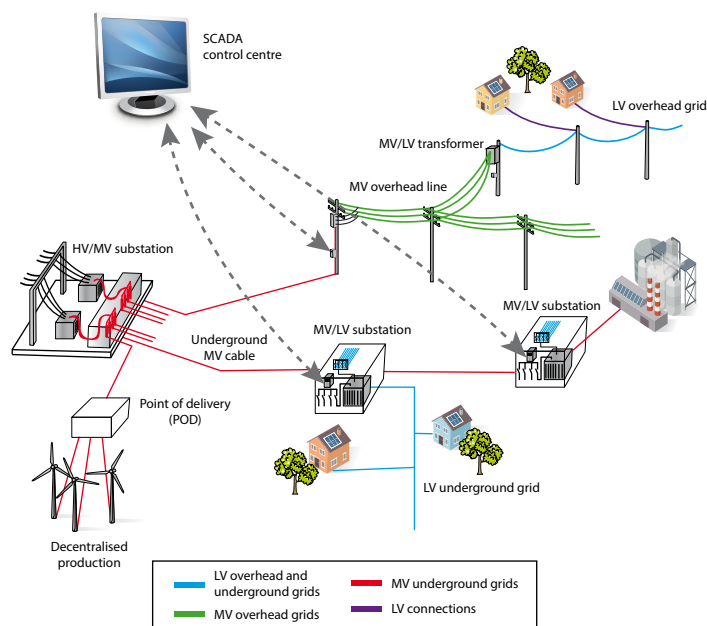 SCADA
control centre
LV overhead grid
MV/LV transformer
MV overhead line
HV/MV substation
MV/LV substation
MV/LV substation
Underground
MV cable
Point of delivery
(POD)
LV underground grid
Decentralised
production
LV overhead and
underground grids
MV underground grids
MV overhead grids
LV connections